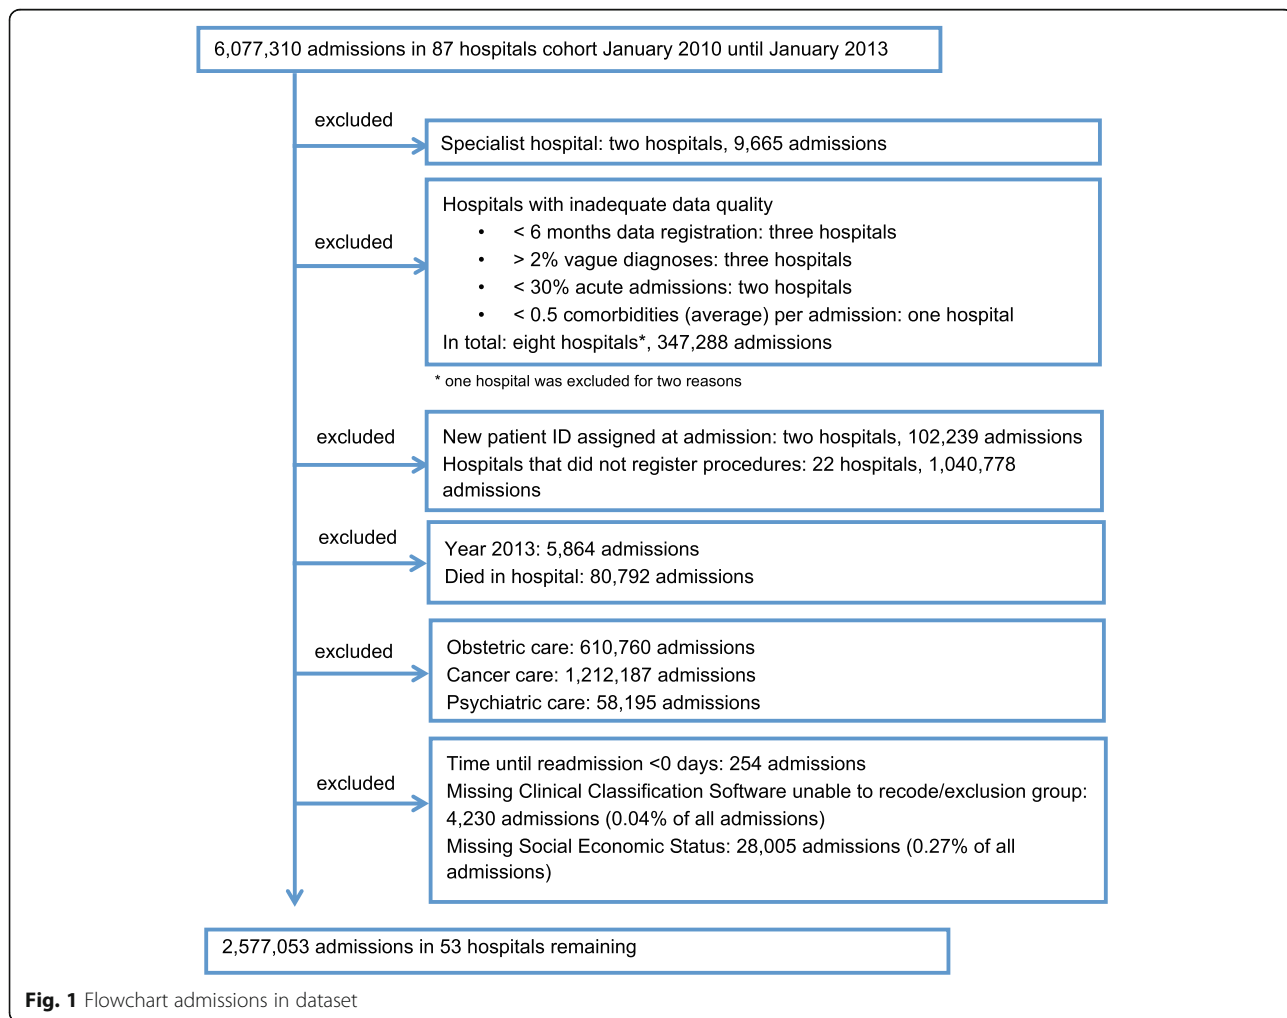 6,077,310 admissions in 87 hospitals cohort January 2010 until January 2013
excluded
Specialist hospital: two hospitals, 9,665 admissions
excluded
Hospitals with inadequate data quality
• < 6 months data registration: three hospitals
• > 2% vague diagnoses: three hospitals
• < 30% acute admissions: two hospitals
• < 0.5 comorbidities (average) per admission: one hospital
In total: eight hospitals*, 347,288 admissions
* one hospital was excluded for two reasons
excluded
New patient ID assigned at admission: two hospitals, 102,239 admissions
Hospitals that did not register procedures: 22 hospitals, 1,040,778
admissions
excluded
Year 2013: 5,864 admissions
Died in hospital: 80,792 admissions
excluded
Obstetric care: 610,760 admissions
Cancer care: 1,212,187 admissions
Psychiatric care: 58,195 admissions
excluded
Time until readmission <0 days: 254 admissions
Missing Clinical Classification Software unable to recode/exclusion group:
4,230 admissions (0.04% of all admissions)
Missing Social Economic Status: 28,005 admissions (0.27% of all
admissions)
2,577,053 admissions in 53 hospitals remaining
Fig. 1 Flowchart admissions in dataset